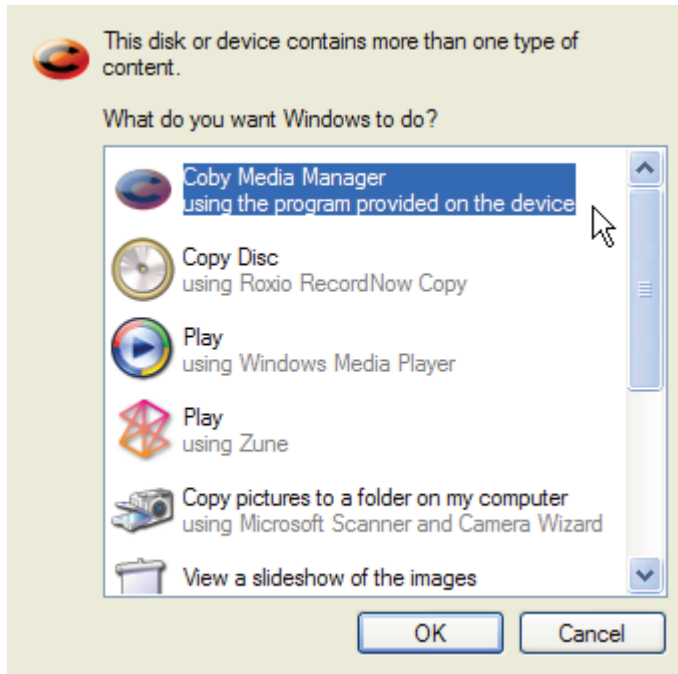 This disk or device contains more than one type of
content.
What do you want Windows to do?
Coby Media Manager
using the program provided on the device
Copy Disc
using Roxio RecordNow Copy
Play
using Windows Media Player
Play
using Zune
Copy pictures to a folder on my computer
using Microsoft Scanner and Camera Wizard
View a slideshow of the images
OK
Cancel